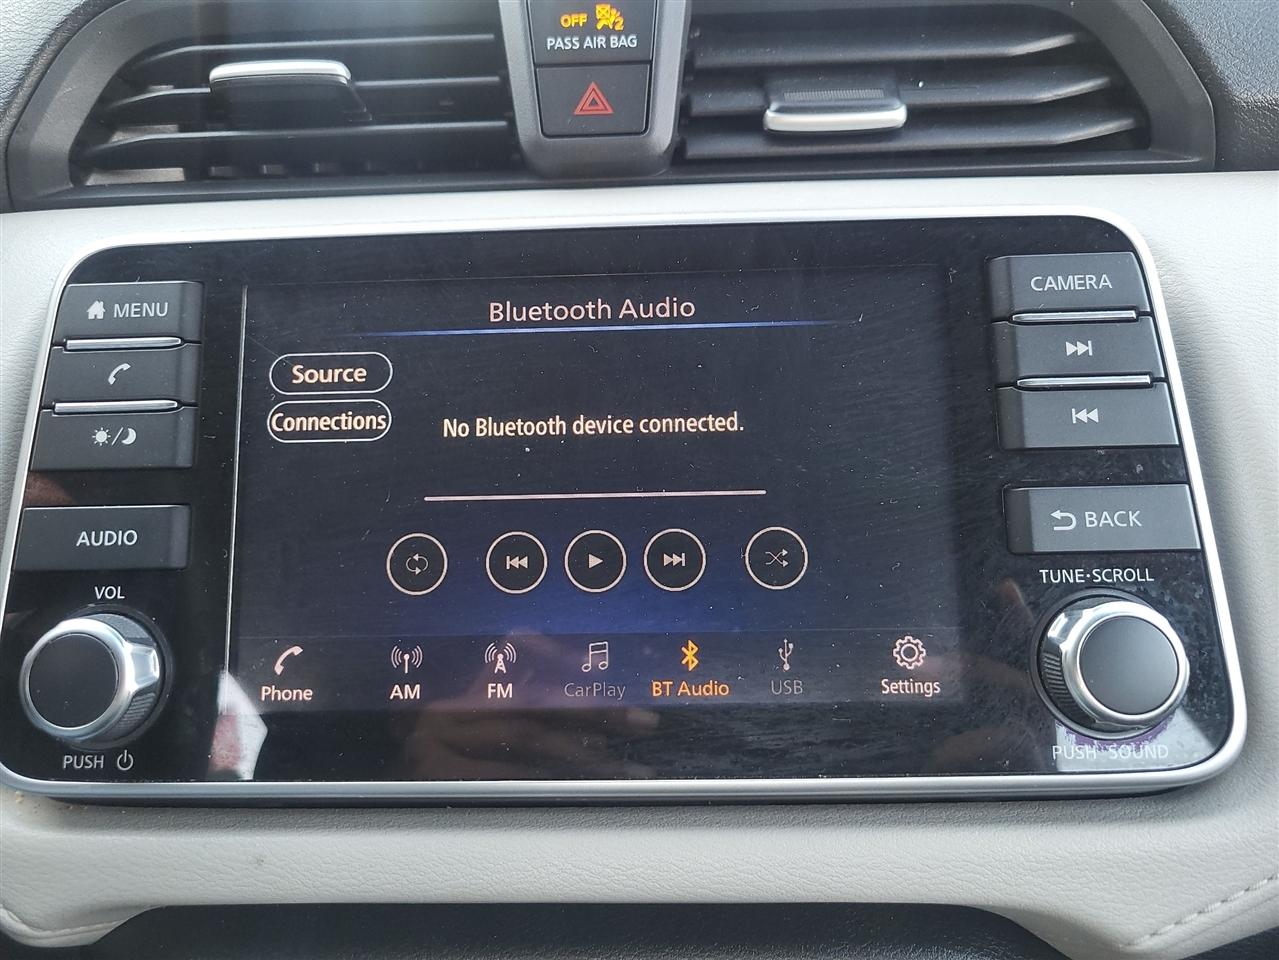 OFF 2
PASS AIR BAG
MENU
AUDIO
VOL
PUSH
Bluetooth Audio
Source
Connections
No Bluetooth device connected.
Phone
AM
FM
CarPlay
BT Audio
USB
Settings
CAMERA
BACK
TUNE·SCROLL
PUSH SOUND